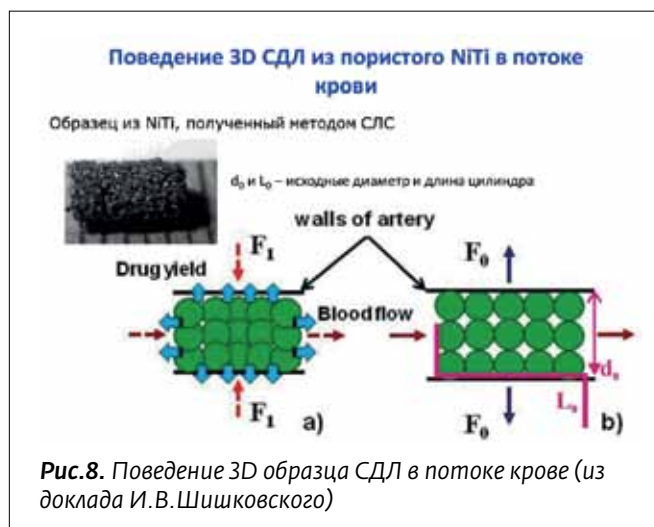 Поведение 3D СДЛ из пористого NiTi в потоке
крови
Образец из NiTi, полученный методом СЛС
d₀ и L₀ – исходные диаметр и длина цилиндра
walls of artery
F₁
F₀
Drug yield
Blood flow
d₀
L₀
F₁
a)
F₀
b)
Рис.8. Поведение 3D образца СДЛ в потоке крове (из
доклада И.В.Шишковского)